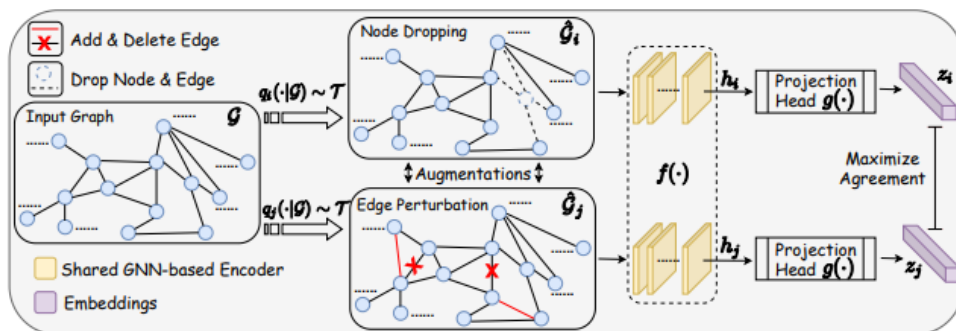 Add & Delete Edge
Drop Node & Edge
Input Graph
𝒢
......
......
......
......
......
qᵢ(·|𝒢) ~ 𝒯
qⱼ(·|𝒢) ~ 𝒯
Node Dropping
𝒢̂ᵢ
......
......
......
......
......
Augmentations
Edge Perturbation
𝒢̂ⱼ
......
......
......
......
......
f(·)
......
......
hᵢ
hⱼ
Projection
Head g(·)
zᵢ
Maximize
Agreement
Projection
Head g(·)
zⱼ
Shared GNN-based Encoder
Embeddings